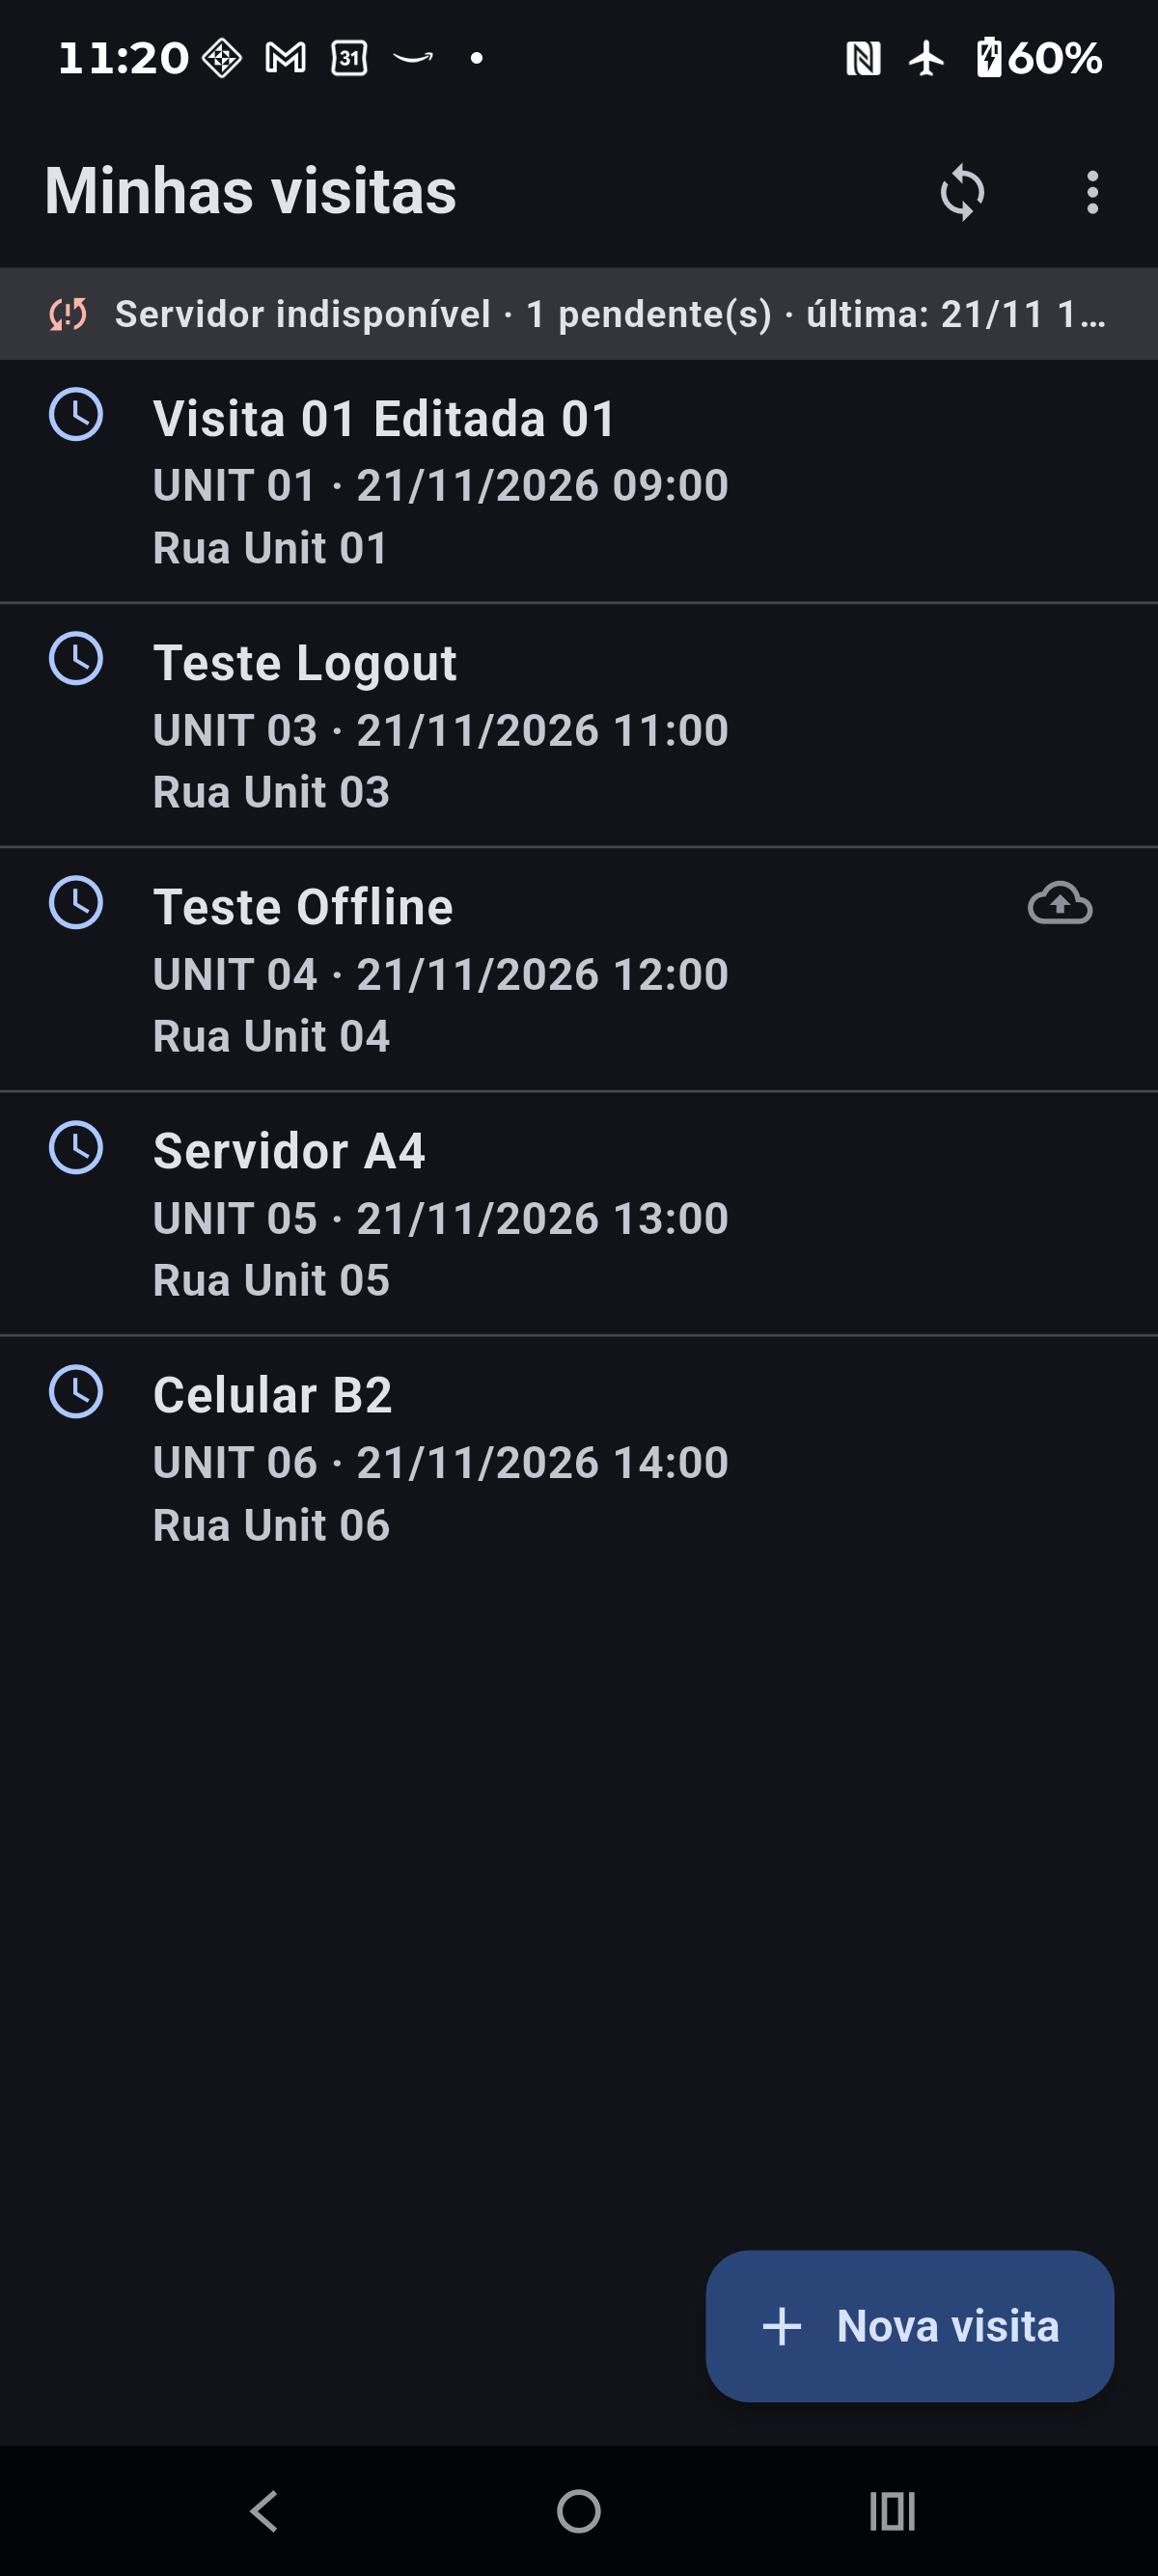 11:20
31
60%
Minhas visitas
Servidor indisponível · 1 pendente(s) · última: 21/11 1…
Visita 01 Editada 01
UNIT 01 · 21/11/2026 09:00
Rua Unit 01
Teste Logout
UNIT 03 · 21/11/2026 11:00
Rua Unit 03
Teste Offline
UNIT 04 · 21/11/2026 12:00
Rua Unit 04
Servidor A4
UNIT 05 · 21/11/2026 13:00
Rua Unit 05
Celular B2
UNIT 06 · 21/11/2026 14:00
Rua Unit 06
Nova visita